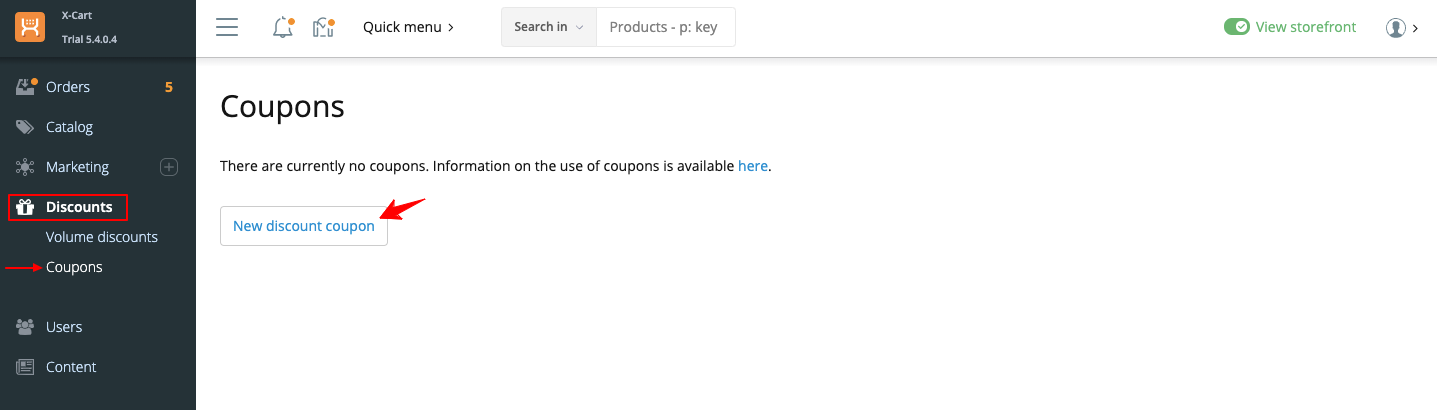 X-Cart
Trial 5.4.0.4
Quick menu
Search in
Products - p: key
View storefront
Orders 5
Catalog
Marketing
Discounts
Volume discounts
Coupons
Users
Content
Coupons
There are currently no coupons. Information on the use of coupons is available here.
New discount coupon